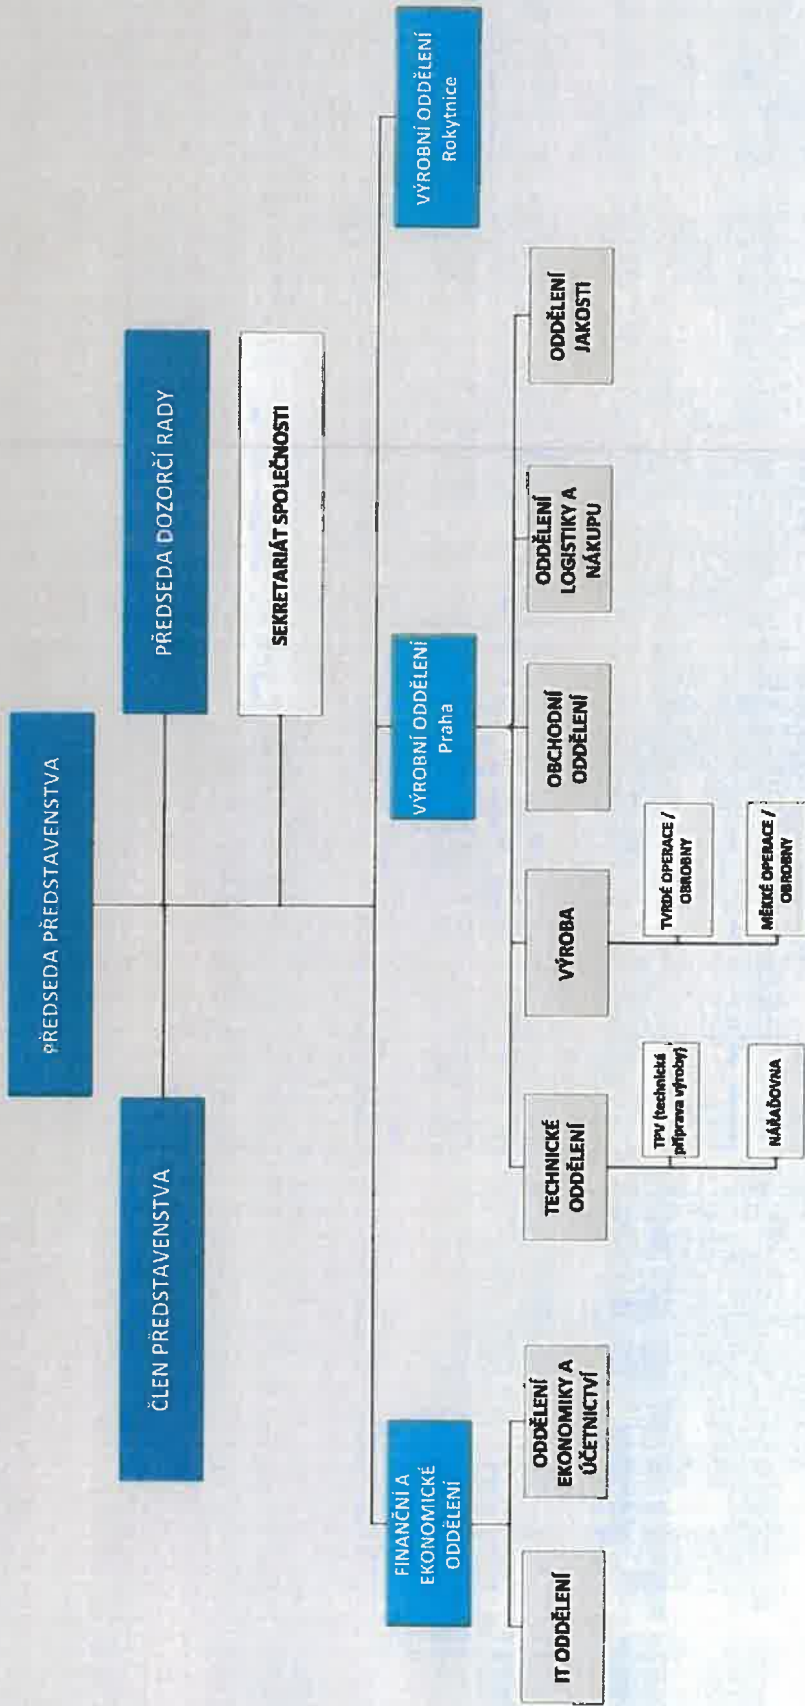 PŘEDSEDA PŘEDSTAVENSTVA
ČLEN PŘEDSTAVENSTVA
PŘEDSEDA DOZORČÍ RADY
SEKRETARIÁT SPOLEČNOSTI
FINANČNÍ A
EKONOMICKÉ
ODDĚLENÍ
VÝROBNÍ ODDĚLENÍ
Praha
VÝROBNÍ ODDĚLENÍ
Rokytnice
IT ODDĚLENÍ
ODDĚLENÍ
EKONOMIKY A
ÚČETNICTVÍ
TECHNICKÉ
ODDĚLENÍ
VÝROBA
OBCHODNÍ
ODDĚLENÍ
ODDĚLENÍ
LOGISTIKY A
NÁKUPU
ODDĚLENÍ
JAKOSTI
TPV (technická
příprava výroby)
NÁŘAĎOVNA
TVRDÉ OPERACE /
OBROBNY
MĚKKÉ OPERACE /
OBROBNY